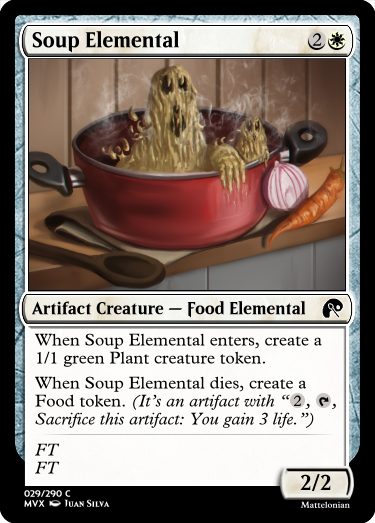 Soup Elemental 2
Artifact Creature — Food Elemental
When Soup Elemental enters, create a
1/1 green Plant creature token.
When Soup Elemental dies, create a
Food token. (It's an artifact with “2, ,
Sacrifice this artifact: You gain 3 life.”)
FT
FT
2/2
029/290 C
MVX Juan Silva
Mattelonian